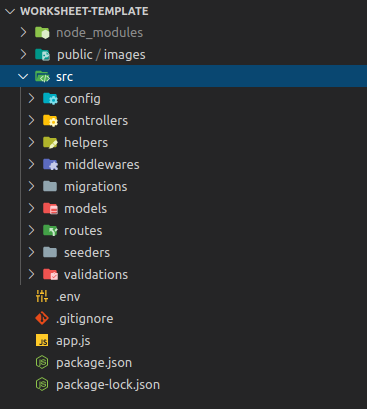 WORKSHEET-TEMPLATE
node_modules
public / images
src
config
controllers
helpers
middlewares
migrations
models
routes
seeders
validations
.env
.gitignore
JS app.js
package.json
package-lock.json